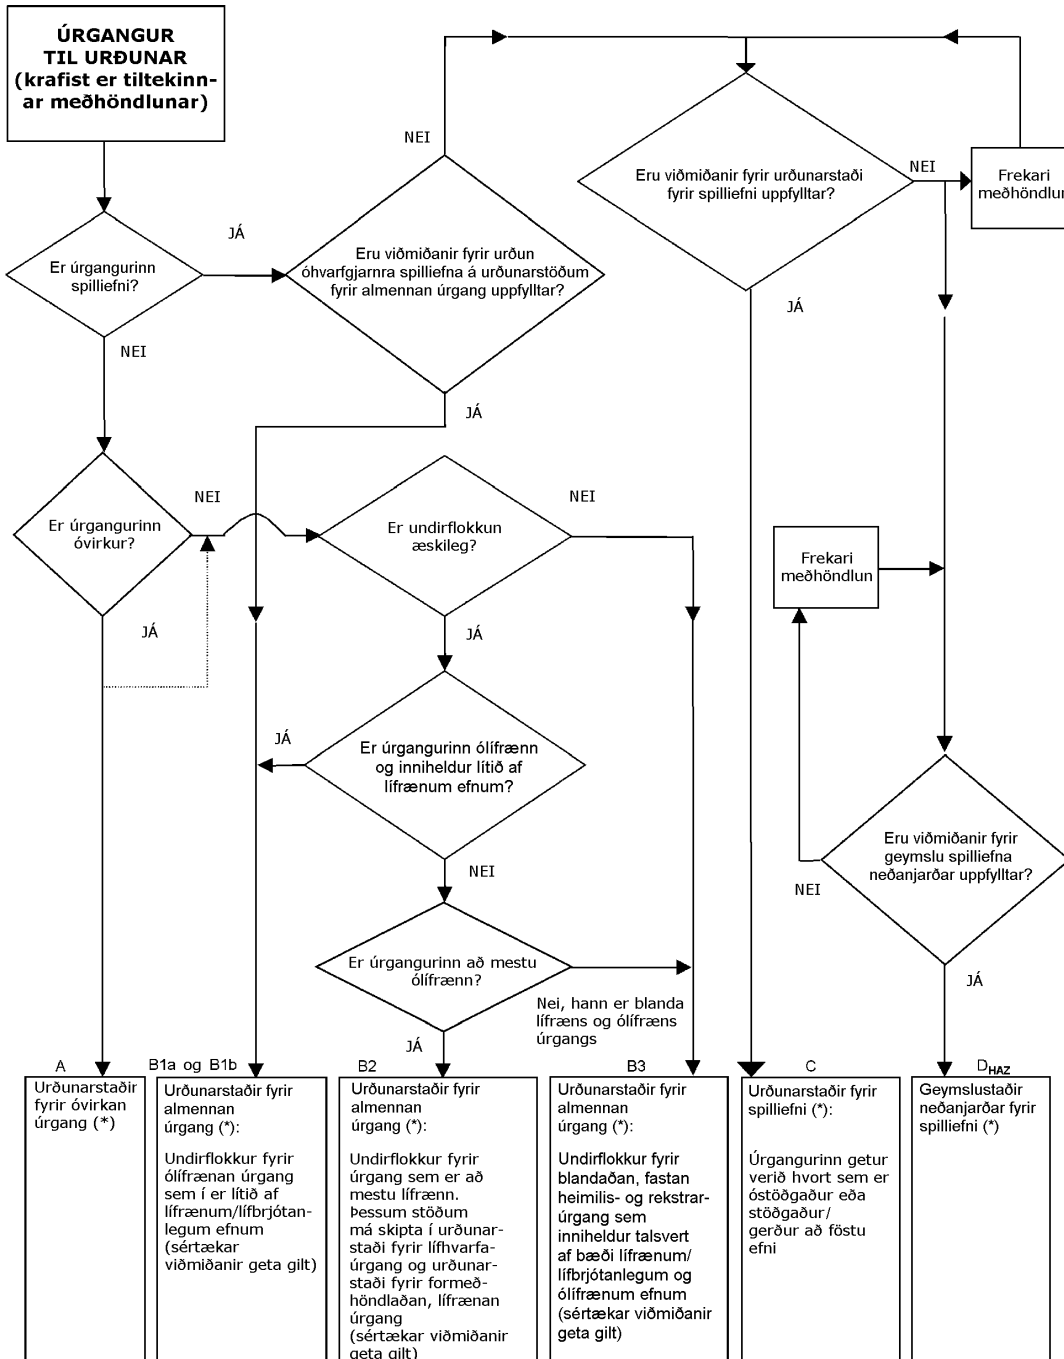 ÚRGANGUR
TIL URÐUNAR
(krafist er tiltekinn-
ar meðhöndlunar)
Er úrgangurinn
spilliefni?
JÁ
NEI
Eru viðmiðanir fyrir urðun
óhvarfgjarnra spilliefna á urðunarstöðum
fyrir almennan úrgang uppfylltar?
NEI
JÁ
Eru viðmiðanir fyrir urðunarstaði
fyrir spilliefni uppfylltar?
NEI
JÁ
Frekari
meðhöndlun
Er úrgangurinn
óvirkur?
NEI
JÁ
Er undirflokkun
æskileg?
NEI
JÁ
Frekari
meðhöndlun
Er úrgangurinn ólífrænn
og inniheldur lítið af
lífrænum efnum?
JÁ
NEI
Eru viðmiðanir fyrir
geymslu spilliefna
neðanjarðar uppfylltar?
NEI
JÁ
Er úrgangurinn að mestu
ólífrænn?
Nei, hann er blanda
lífræns og ólífræns
úrgangs
JÁ
A
Urðunarstaðir
fyrir óvirkan
úrgang (*)
B1a og B1b
Urðunarstaðir fyrir
almennan
úrgang (*):
Undirflokkur fyrir
ólífrænan úrgang
sem í er lítið af
lífrænum/lífbrjótan-
legum efnum
(sértækar
viðmiðanir geta gilt)
B2
Urðunarstaðir fyrir
almennan
úrgang (*):
Undirflokkur fyrir
úrgang sem er að
mestu lífrænn.
Þessum stöðum
má skipta í urðunar-
staði fyrir lífhvarfa-
úrgang og urðunar-
staði fyrir formeð-
höndlaðan, lífrænan
úrgang
(sértækar viðmiðanir
geta gilt)
B3
Urðunarstaðir fyrir
almennan
úrgang (*):
Undirflokkur fyrir
blandaðan, fastan
heimilis- og rekstrar-
úrgang sem
inniheldur talsvert
af bæði lífrænum/
lífbrjótanlegum og
ólífrænum efnum
(sértækar viðmiðanir
geta gilt)
C
Urðunarstaðir fyrir
spilliefni (*):
Úrgangurinn getur
verið hvort sem er
óstöðgaður eða
stöðgaður/
gerður að föstu
efni
D HAZ
Geymslustaðir
neðanjarðar fyrir
spilliefni (*)